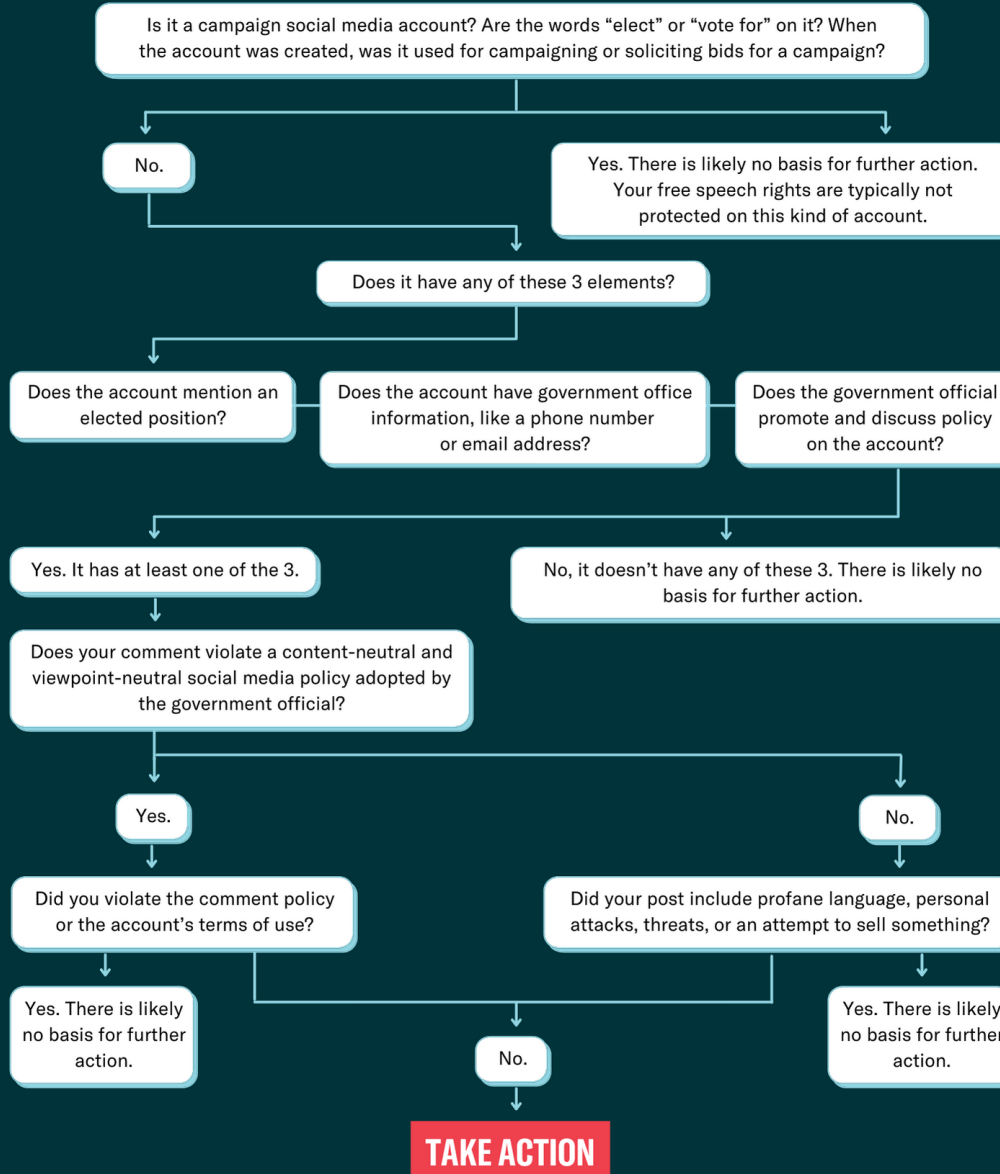 Is it a campaign social media account? Are the words “elect” or “vote for” on it? When
the account was created, was it used for campaigning or soliciting bids for a campaign?
No.
Yes. There is likely no basis for further action.
Your free speech rights are typically not
protected on this kind of account.
Does it have any of these 3 elements?
Does the account mention an
elected position?
Does the account have government office
information, like a phone number
or email address?
Does the government official
promote and discuss policy
on the account?
Yes. It has at least one of the 3.
No, it doesn’t have any of these 3. There is likely no
basis for further action.
Does your comment violate a content-neutral and
viewpoint-neutral social media policy adopted by
the government official?
Yes.
No.
Did you violate the comment policy
or the account’s terms of use?
Did your post include profane language, personal
attacks, threats, or an attempt to sell something?
Yes. There is likely
no basis for further
action.
No.
Yes. There is likely
no basis for further
action.
TAKE ACTION